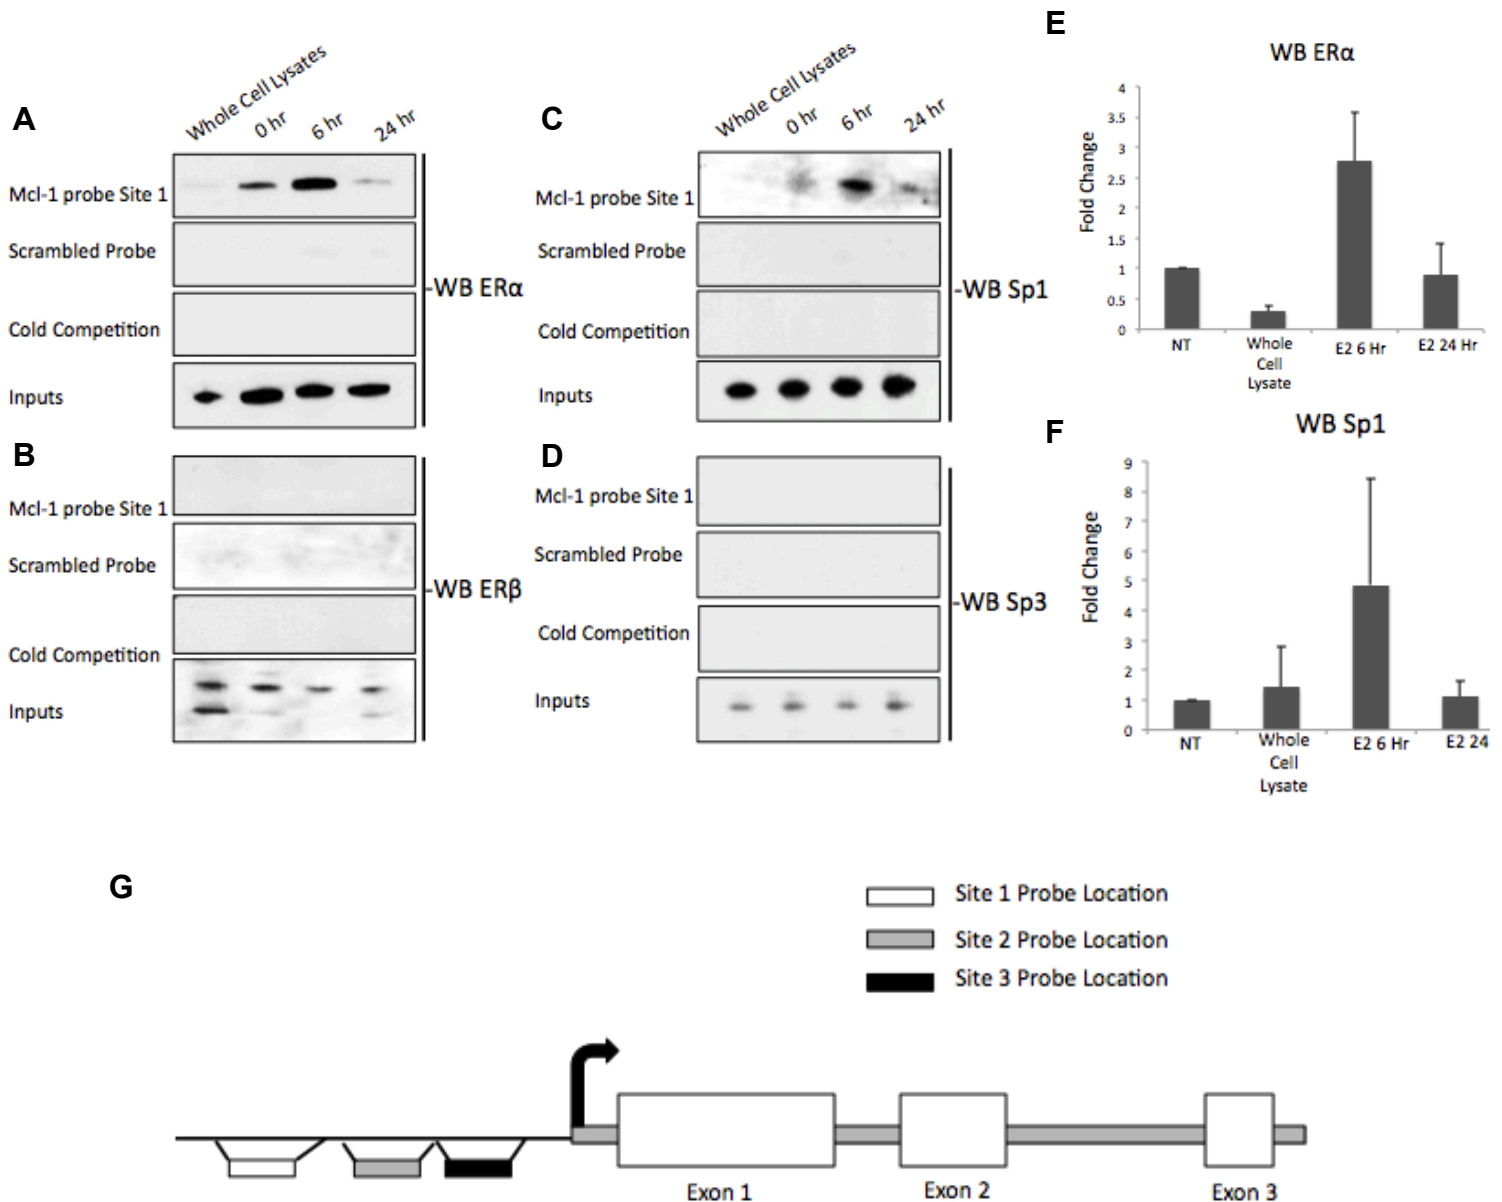 A
Whole Cell Lysates
0 hr
6 hr
24 hr
Mcl-1 probe Site 1
Scrambled Probe
Cold Competition
Inputs
WB ERα
B
Mcl-1 probe Site 1
Scrambled Probe
Cold Competition
Inputs
WB ERβ
C
Whole Cell Lysates
0 hr
6 hr
24 hr
Mcl-1 probe Site 1
Scrambled Probe
Cold Competition
Inputs
WB Sp1
D
Mcl-1 probe Site 1
Scrambled Probe
Cold Competition
Inputs
WB Sp3
E
WB ERα
Fold Change
4
3.5
3
2.5
2
1.5
1
0.5
0
NT
Whole
Cell
Lysate
E2 6 Hr
E2 24 Hr
F
WB Sp1
Fold Change
9
8
7
6
5
4
3
2
1
0
NT
Whole
Cell
Lysate
E2 6 Hr
E2 24
G
Site 1 Probe Location
Site 2 Probe Location
Site 3 Probe Location
Exon 1
Exon 2
Exon 3